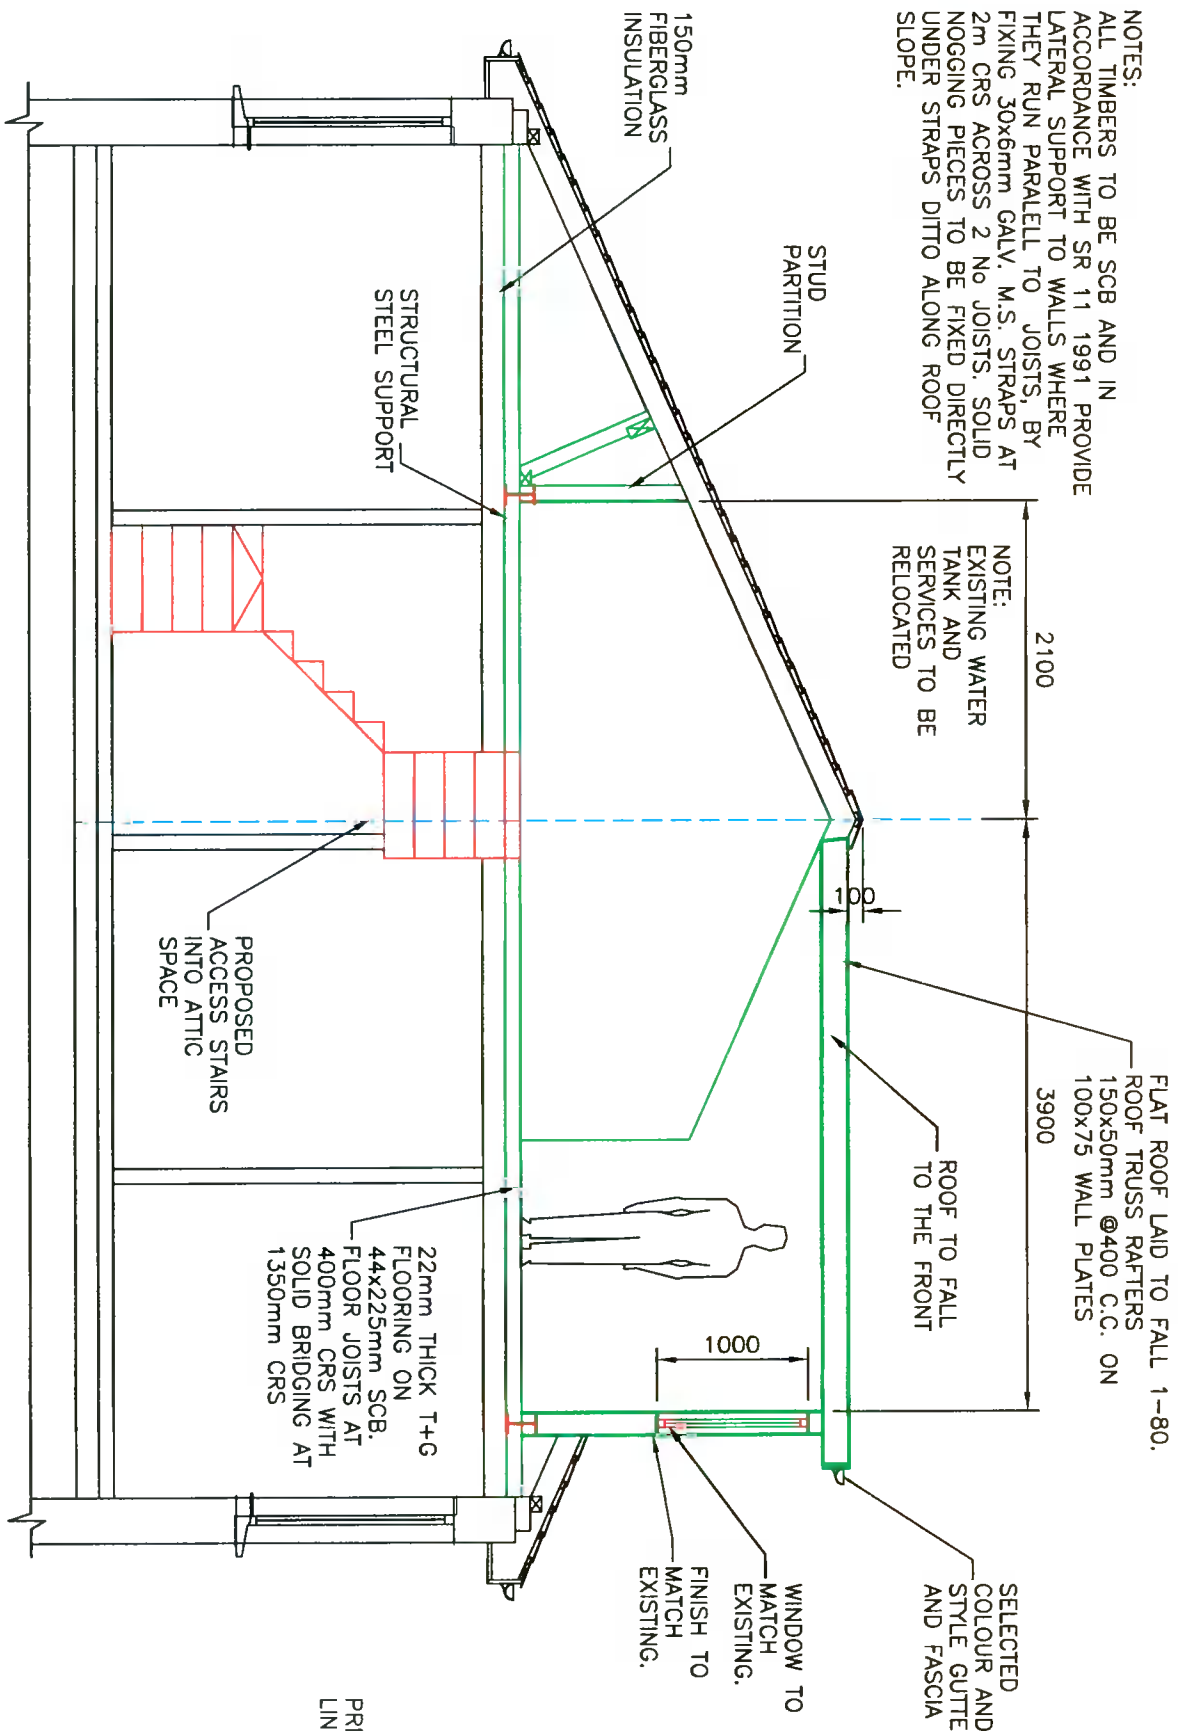 NOTES:
ALL TIMBERS TO BE SCB AND IN
ACCORDANCE WITH SR 11 1991 PROVIDE
LATERAL SUPPORT TO WALLS WHERE
THEY RUN PARALELL TO JOISTS, BY
FIXING 30x6mm GALV. M.S. STRAPS AT
2m CRS ACROSS 2 No JOISTS. SOLID
NOGGING PIECES TO BE FIXED DIRECTLY
UNDER STRAPS DITTO ALONG ROOF
SLOPE.
150mm
FIBERGLASS
INSULATION
STUD
PARTITION
STRUCTURAL
STEEL SUPPORT
NOTE:
EXISTING WATER
TANK AND
SERVICES TO BE
RELOCATED
2100
3900
100
1000
FLAT ROOF LAID TO FALL 1-80.
ROOF TRUSS RAFTERS
150x50mm @400 C.C. ON
100x75 WALL PLATES
ROOF TO FALL
TO THE FRONT
PROPOSED
ACCESS STAIRS
INTO ATTIC
SPACE
22mm THICK T+G
FLOORING ON
44x225mm SCB.
FLOOR JOISTS AT
400mm CRS WITH
SOLID BRIDGING AT
1350mm CRS
SELECTED
COLOUR AND
STYLE GUTTE
AND FASCIA
WINDOW TO
MATCH
EXISTING.
FINISH TO
MATCH
EXISTING.
PRI
LIN